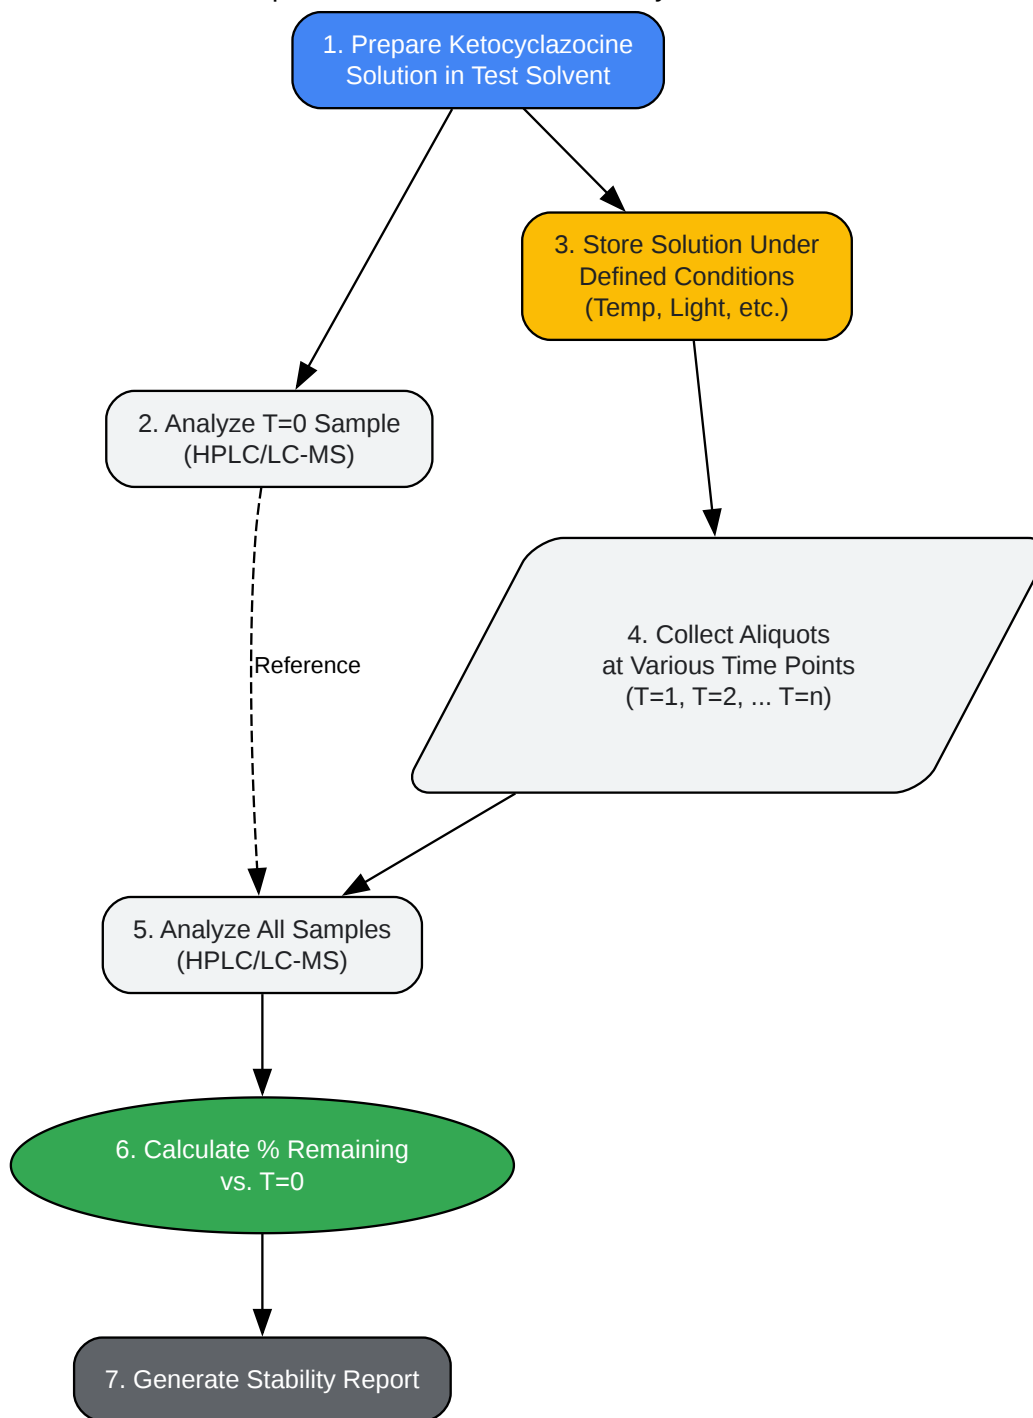 1. Prepare Ketocyclazocine
Solution in Test Solvent
3. Store Solution Under
Defined Conditions
(Temp, Light, etc.)
2. Analyze T=0 Sample
(HPLC/LC-MS)
4. Collect Aliquots
at Various Time Points
(T=1, T=2, ... T=n)
Reference
5. Analyze All Samples
(HPLC/LC-MS)
6. Calculate % Remaining
vs. T=0
7. Generate Stability Report